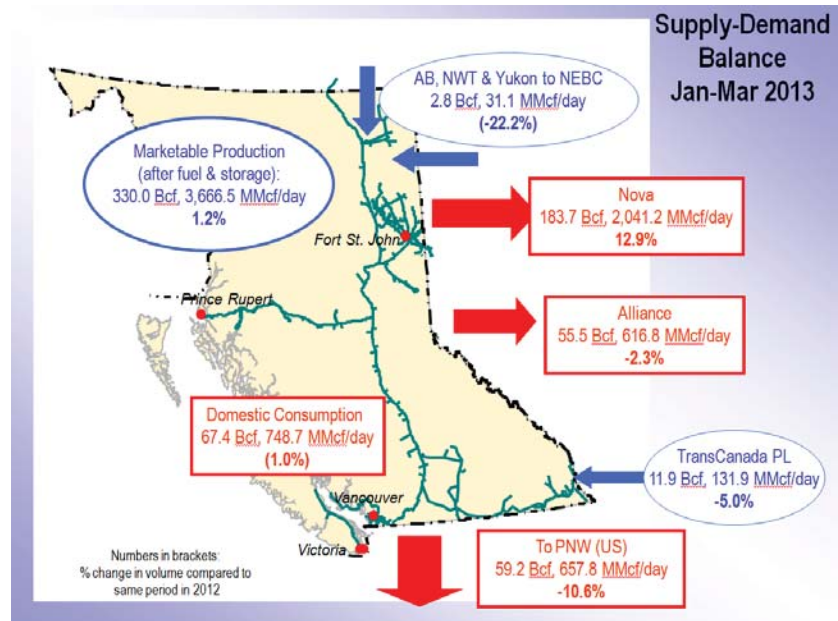 Supply-Demand
Balance
Jan-Mar 2013
AB, NWT & Yukon to NEBC
2.8 Bcf, 31.1 MMcf/day
(-22.2%)
Marketable Production
(after fuel & storage):
330.0 Bcf, 3,666.5 MMcf/day
1.2%
Nova
183.7 Bcf, 2,041.2 MMcf/day
12.9%
Fort St. John
Prince Rupert
Alliance
55.5 Bcf, 616.8 MMcf/day
-2.3%
Domestic Consumption
67.4 Bcf, 748.7 MMcf/day
(1.0%)
TransCanada PL
11.9 Bcf, 131.9 MMcf/day
-5.0%
Vancouver
Victoria
To PNW (US)
59.2 Bcf, 657.8 MMcf/day
-10.6%
Numbers in brackets:
% change in volume compared to
same period in 2012